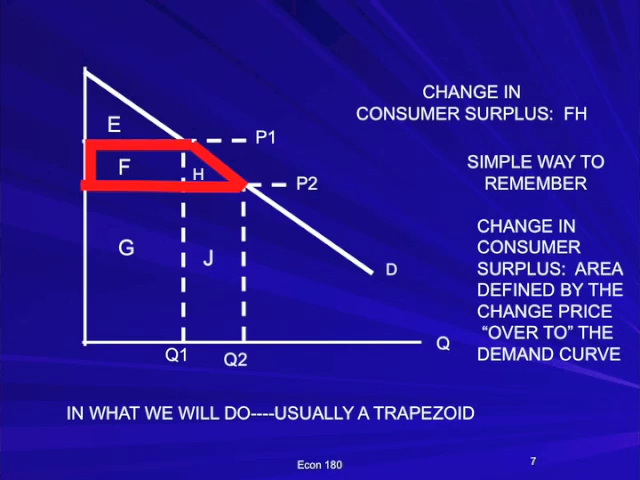 CHANGE IN
CONSUMER SURPLUS: FH
E
P1
F
H
P2
SIMPLE WAY TO
REMEMBER
CHANGE IN
CONSUMER
SURPLUS: AREA
DEFINED BY THE
CHANGE PRICE
“OVER TO” THE
DEMAND CURVE
G
J
D
Q
Q1
Q2
IN WHAT WE WILL DO----USUALLY A TRAPEZOID
Econ 180
7